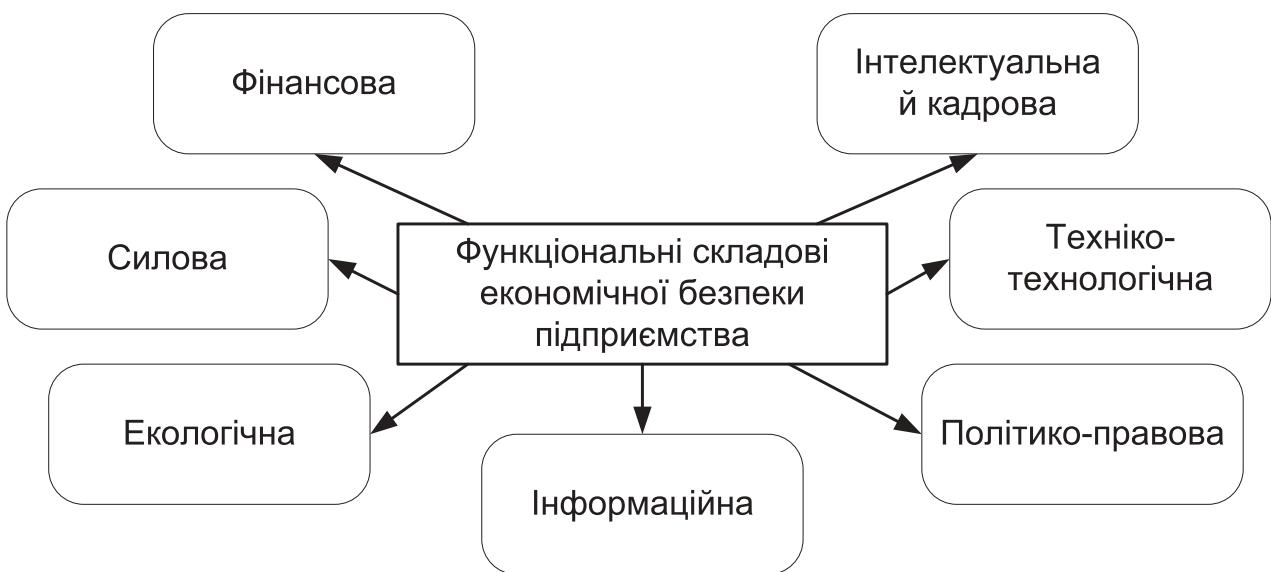 Фінансова
Інтелектуальна
й кадрова
Силова
Функціональні складові
економічної безпеки
підприємства
Техніко-
технологічна
Екологічна
Інформаційна
Політико-правова